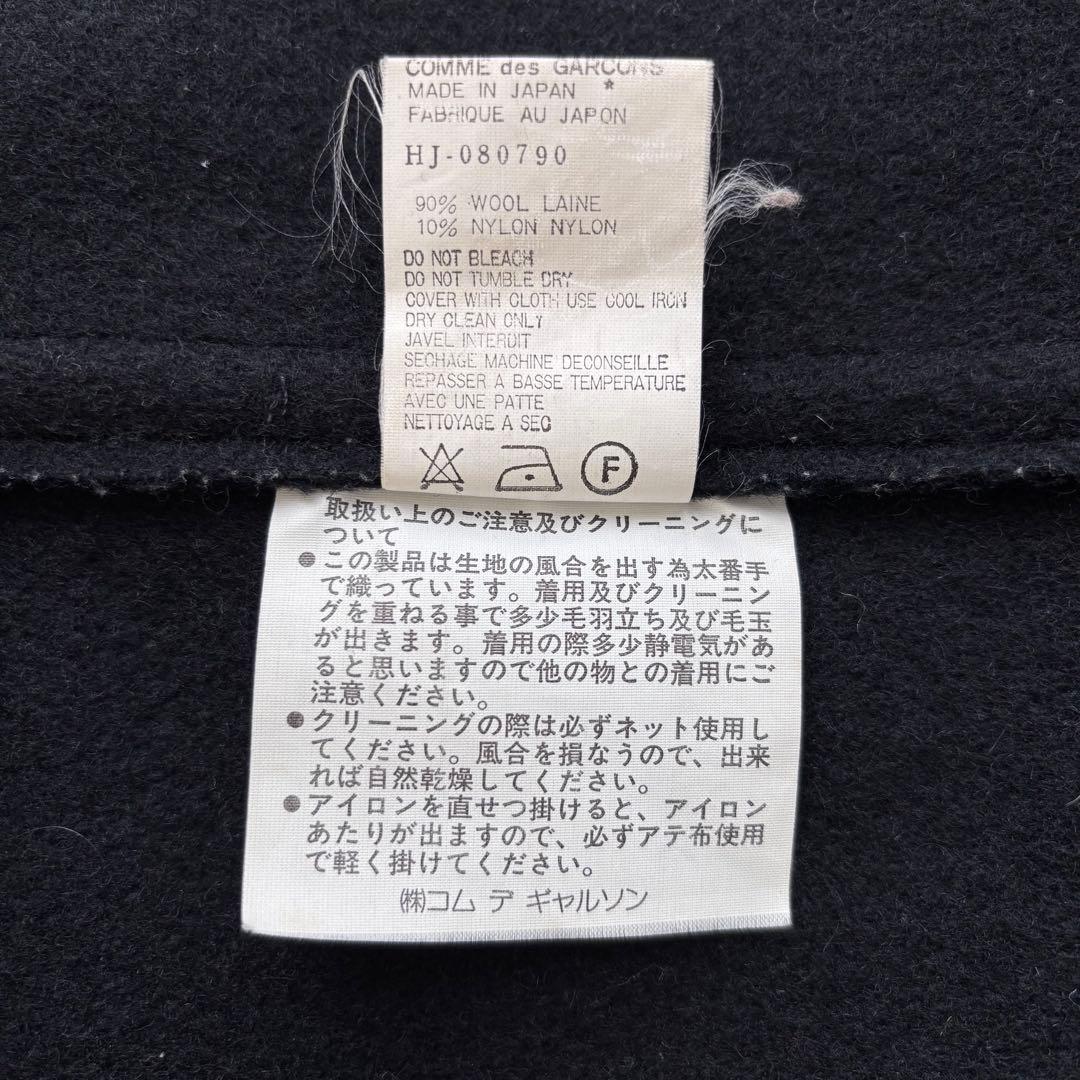 COMME des GARCONS
MADE IN JAPAN *
FABRIQUE AU JAPON
HJ-080790
90% WOOL LAINE
10% NYLON NYLON
DO NOT BLEACH
DO NOT TUMBLE DRY
COVER WITH CLOTH USE COOL IRON
DRY CLEAN ONLY
JAVEL INTERDIT
SECHAGE MACHINE DECONSEILLE
REPASSER A BASSE TEMPERATURE
AVEC UNE PATTE
NETTOYAGE A SEC
F
取扱い上のご注意及びクリーニングに
ついて
●この製品は生地の風合を出す為太番手
で織っています。着用及びクリーニン
グを重ねる事で多少毛羽立ち及び毛玉
が出きます。着用の際多少静電気があ
ると思いますので他の物との着用にご
注意ください。
●クリーニングの際は必ずネット使用し
てください。風合を損なうので、出来
れば自然乾燥してください。
●アイロンを直せつ掛けると、アイロン
あたりが出ますので、必ずアテ布使用
で軽く掛けてください。
㈱コム デ ギャルソン